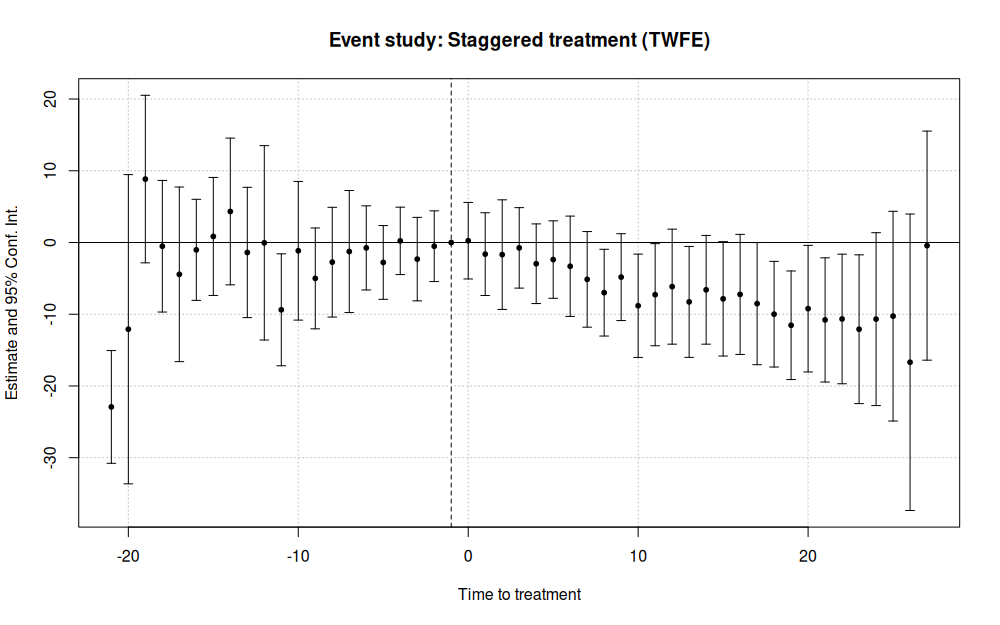 Event study: Staggered treatment (TWFE)
Estimate and 95% Conf. Int.
20
10
0
-10
-20
-30
-20 -10 0 10 20
Time to treatment